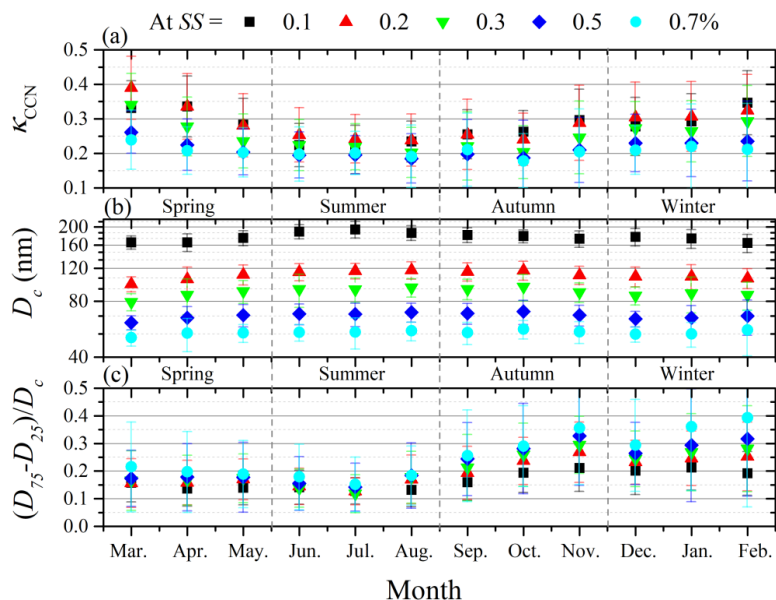 At SS = 0.1 0.2 0.3 0.5 0.7%
(a)
0.5
0.4
0.3
0.2
0.1
κCCN
(b) Spring Summer Autumn Winter
200
160
120
80
40
Dc (nm)
(c) Spring Summer Autumn Winter
0.5
0.4
0.3
0.2
0.1
0.0
(D75-D25)/Dc
Mar. Apr. May. Jun. Jul. Aug. Sep. Oct. Nov. Dec. Jan. Feb.
Month